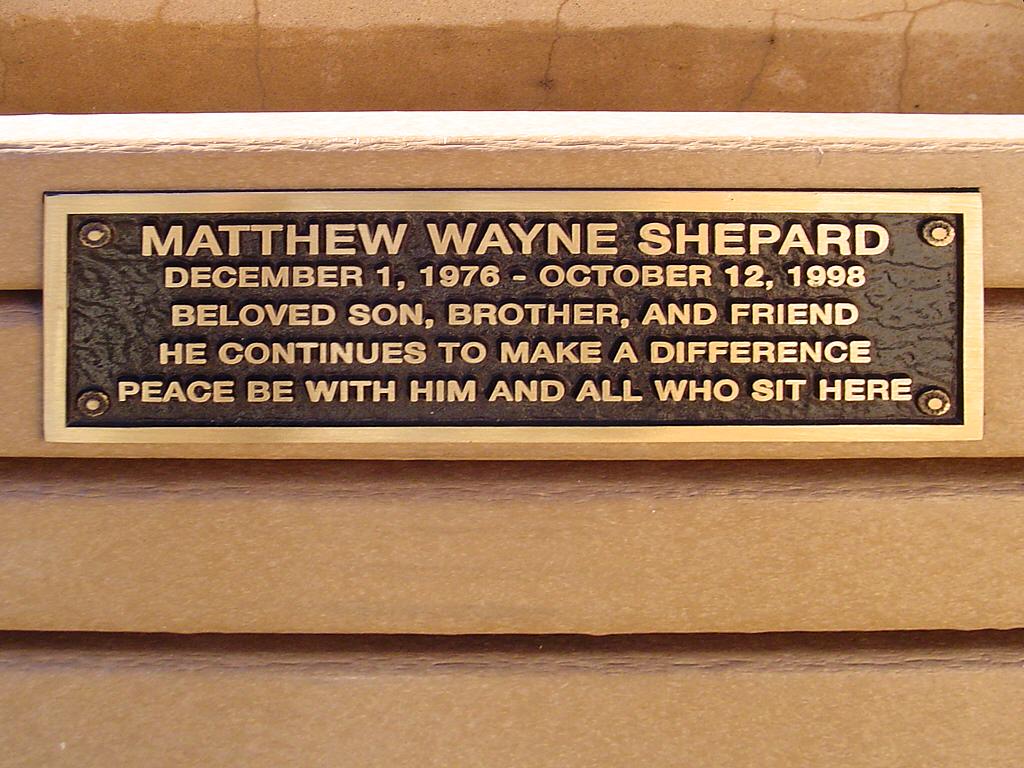 MATTHEW WAYNE SHEPARD
DECEMBER 1, 1976 - OCTOBER 12, 1998
BELOVED SON, BROTHER, AND FRIEND
HE CONTINUES TO MAKE A DIFFERENCE
PEACE BE WITH HIM AND ALL WHO SIT HERE